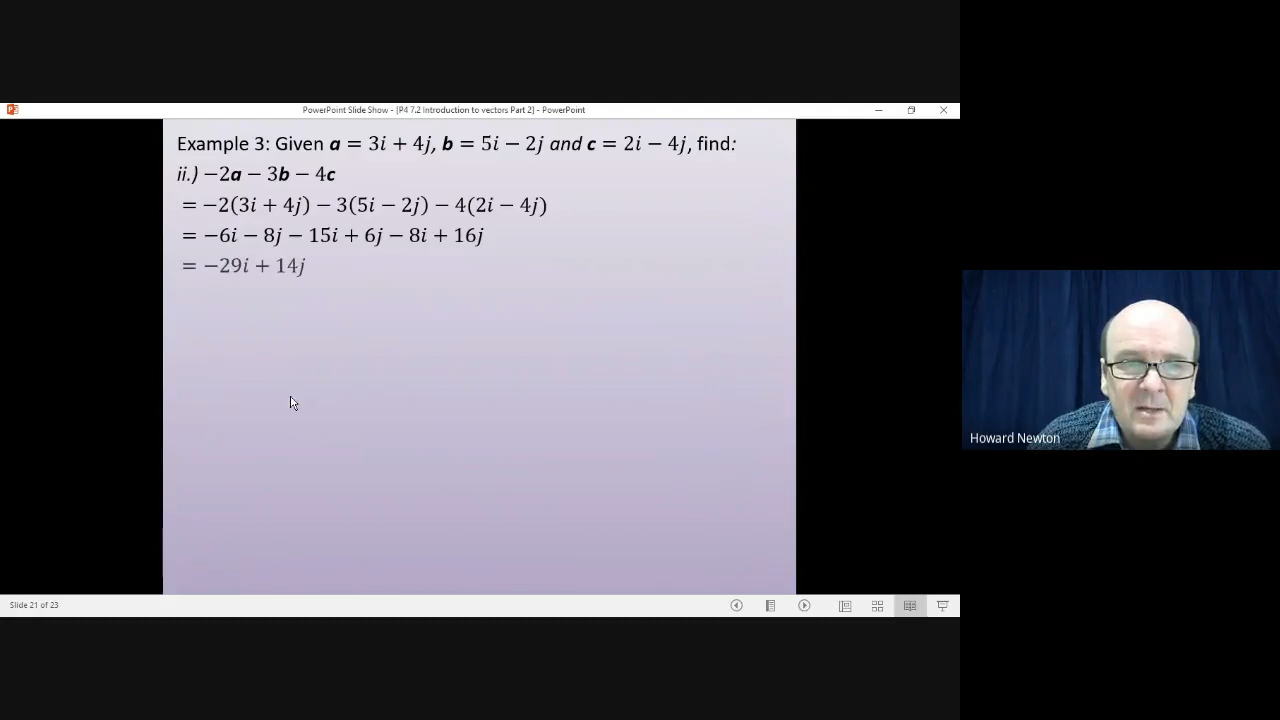 PowerPoint Slide Show - [P4 7.2 Introduction to vectors Part 2] - PowerPoint
Example 3: Given a = 3i + 4j, b = 5i − 2j and c = 2i − 4j, find:
ii.) −2a − 3b − 4c
= −2(3i + 4j) − 3(5i − 2j) − 4(2i − 4j)
= −6i − 8j − 15i + 6j − 8i + 16j
= −29i + 14j
Howard Newton
Slide 21 of 23